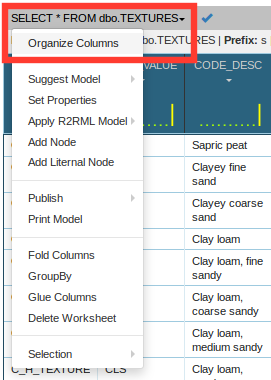 SELECT * FROM dbo.TEXTURES
Organize Columns
dbo.TEXTURES | Prefix: s
VALUE
CODE_DESC
Suggest Model
Set Properties
Apply R2RML Model
Add Node
Add Liternal Node
Publish
Print Model
Fold Columns
GroupBy
Glue Columns
Delete Worksheet
Selection
Sapric peat
Clayey fine
sand
Clayey coarse
sand
Clay loam
Clay loam, fine
sandy
Clay loam,
coarse sandy
Clay loam,
medium sandy
C_H_TEXTURE
CLS
Clay loam,